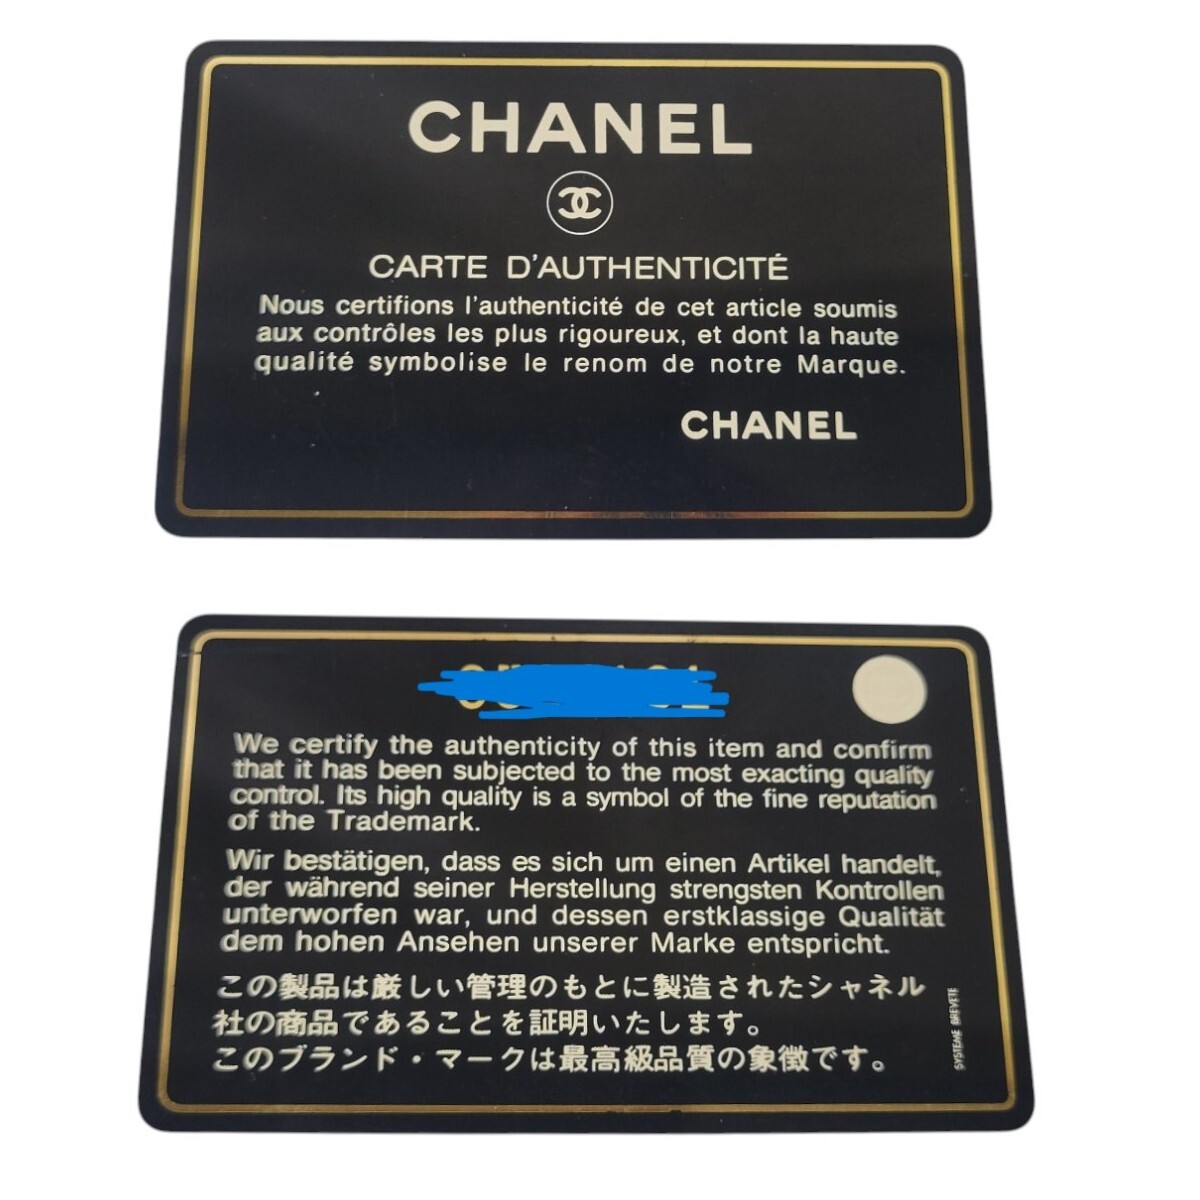 CHANEL
CARTE D'AUTHENTICITÉ
Nous certifions l'authenticité de cet article soumis
aux contrôles les plus rigoureux, et dont la haute
qualité symbolise le renom de notre Marque.
CHANEL
We certify the authenticity of this item and confirm
that it has been subjected to the most exacting quality
control. Its high quality is a symbol of the fine reputation
of the Trademark.
Wir bestätigen, dass es sich um einen Artikel handelt,
der während seiner Herstellung strengsten Kontrollen
unterworfen war, und dessen erstklassige Qualität
dem hohen Ansehen unserer Marke entspricht.
この製品は厳しい管理のもとに製造されたシャネル
社の商品であることを証明いたします。
このブランド・マークは最高級品質の象徴です。
SYSTEME BREVETE